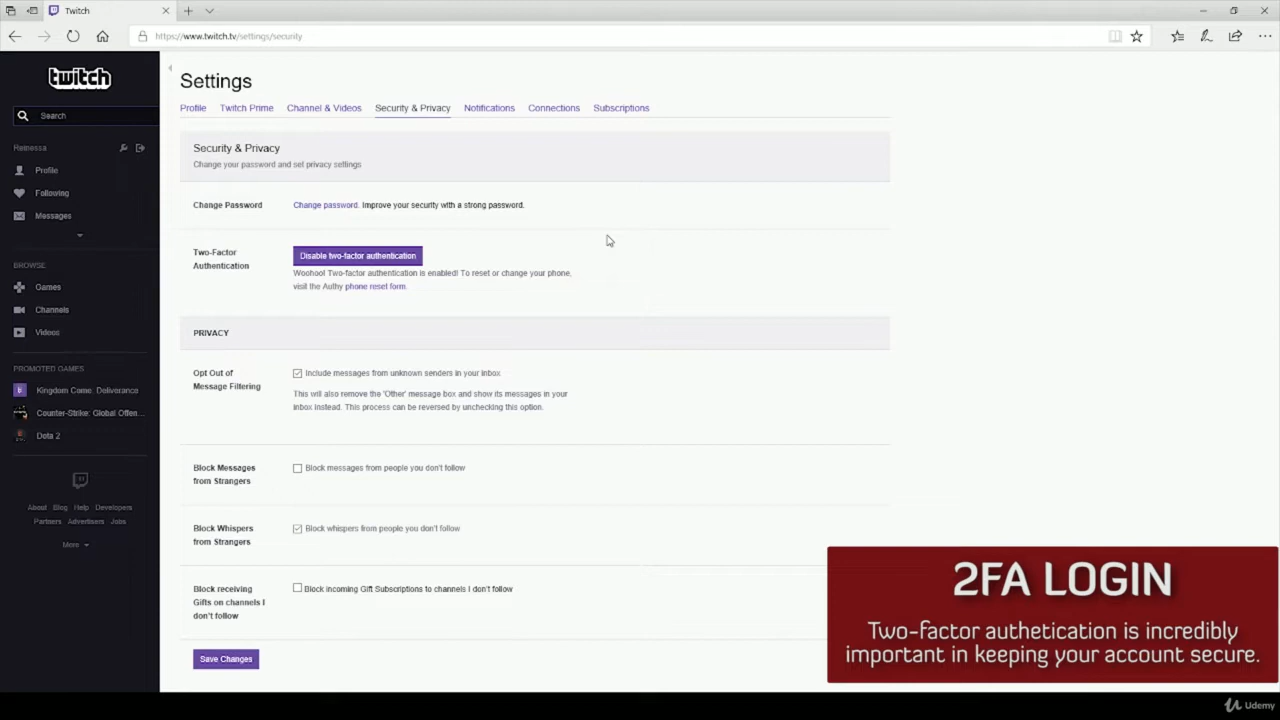 Twitch
https://www.twitch.tv/settings/security
twitch
Search
Reinessa
Profile
Following
Messages
BROWSE
Games
Channels
Videos
PROMOTED GAMES
Kingdom Come: Deliverance
Counter-Strike: Global Offen...
Dota 2
About Blog Help Developers
Partners Advertisers Jobs
More
Settings
Profile Twitch Prime Channel & Videos Security & Privacy Notifications Connections Subscriptions
Security & Privacy
Change your password and set privacy settings
Change Password
Change password. Improve your security with a strong password.
Two-Factor
Authentication
Disable two-factor authentication
Woohoo! Two-factor authentication is enabled! To reset or change your phone,
visit the Authy phone reset form.
PRIVACY
Opt Out of
Message Filtering
Include messages from unknown senders in your inbox
This will also remove the 'Other' message box and show its messages in your
inbox instead. This process can be reversed by unchecking this option.
Block Messages
from Strangers
Block messages from people you don't follow
Block Whispers
from Strangers
Block whispers from people you don't follow
Block receiving
Gifts on channels I
don't follow
Block incoming Gift Subscriptions to channels I don't follow
Save Changes
2FA LOGIN
Two-factor authetication is incredibly
important in keeping your account secure.
Udemy